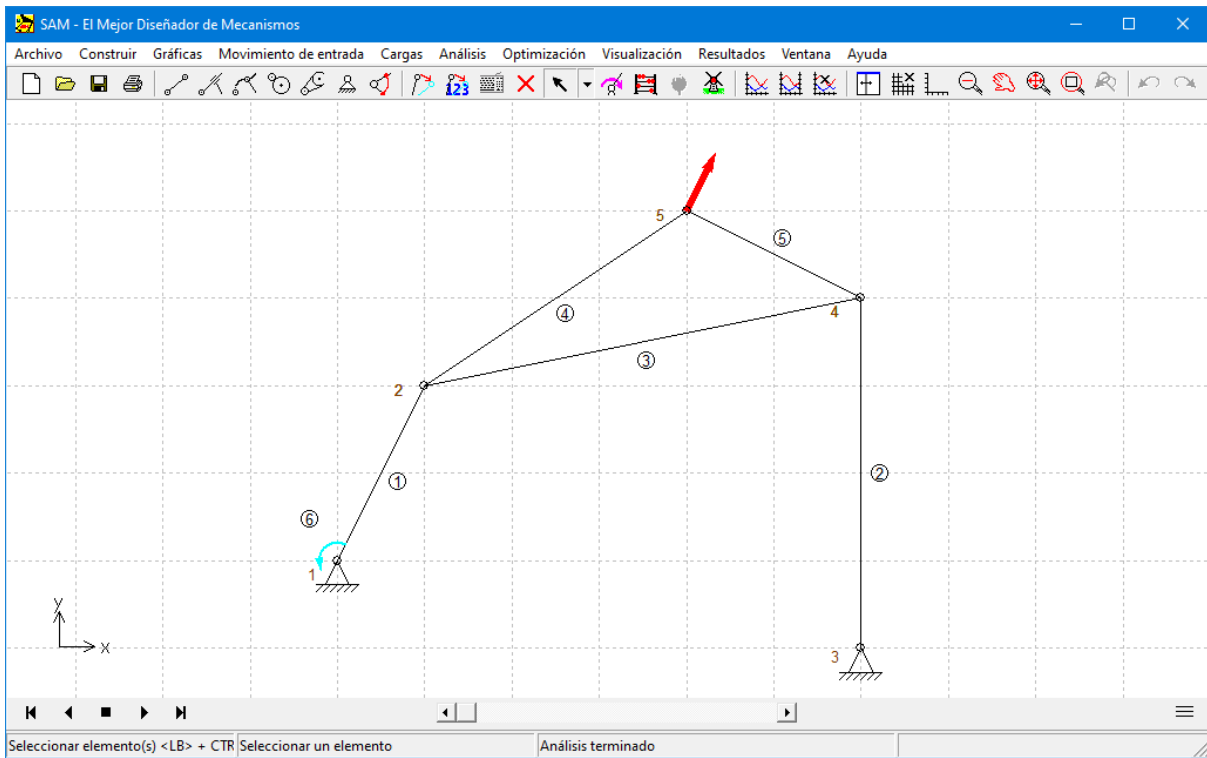 SAM - El Mejor Diseñador de Mecanismos
Archivo Construir Gráficas Movimiento de entrada Cargas Análisis Optimización Visualización Resultados Ventana Ayuda
123
5
⑤
4
④
③
2
①
②
⑥
1
y
x
3
Seleccionar elemento(s) <LB> + CTR Seleccionar un elemento Análisis terminado